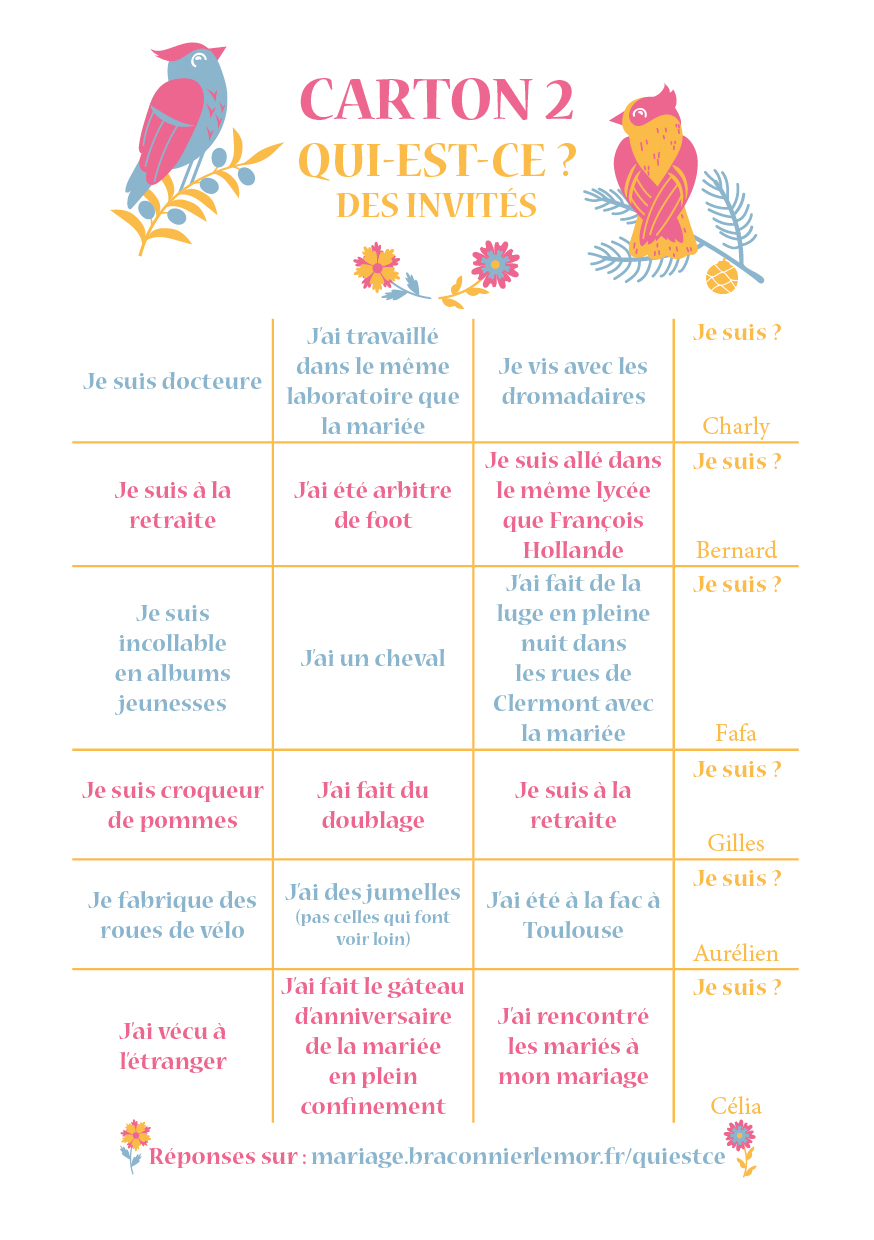 CARTON 2
QUI-EST-CE ?
DES INVITÉS
Je suis docteure
J'ai travaillé
dans le même
laboratoire que
la mariée
Je vis avec les
dromadaires
Je suis ?
Charly
Je suis à la
retraite
J'ai été arbitre
de foot
Je suis allé dans
le même lycée
que François
Hollande
Je suis ?
Bernard
Je suis
incollable
en albums
jeunesses
J'ai un cheval
J'ai fait de la
luge en pleine
nuit dans
les rues de
Clermont avec
la mariée
Je suis ?
Fafa
Je suis croqueur
de pommes
J'ai fait du
doublage
Je suis à la
retraite
Je suis ?
Gilles
Je fabrique des
roues de vélo
J'ai des jumelles
(pas celles qui font
voir loin)
J'ai été à la fac à
Toulouse
Je suis ?
Aurélien
J'ai vécu à
l'étranger
J'ai fait le gâteau
d'anniversaire
de la mariée
en plein
confinement
J'ai rencontré
les mariés à
mon mariage
Je suis ?
Célia
Réponses sur : mariage.braconnierlemor.fr/quiestce